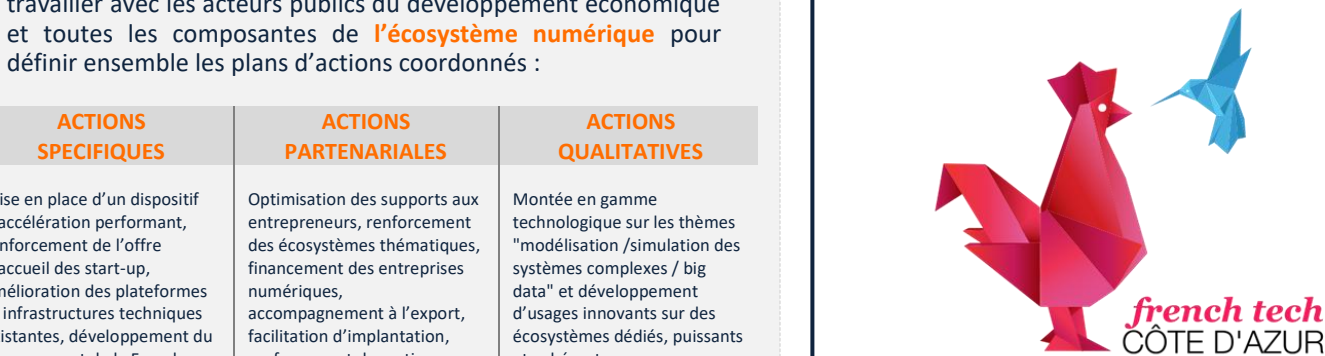 travailler avec les acteurs publics du développement économique
et toutes les composantes de l’écosystème numérique pour
définir ensemble les plans d’actions coordonnés :
ACTIONS
SPECIFIQUES
ise en place d’un dispositif
accélération performant,
nforcement de l’offre
accueil des start-up,
mélioration des plateformes
infrastructures techniques
istantes, développement du
ACTIONS
PARTENARIALES
Optimisation des supports aux
entrepreneurs, renforcement
des écosystèmes thématiques,
financement des entreprises
numériques,
accompagnement à l’export,
facilitation d’implantation,
ACTIONS
QUALITATIVES
Montée en gamme
technologique sur les thèmes
"modélisation /simulation des
systèmes complexes / big
data" et développement
d’usages innovants sur des
écosystèmes dédiés, puissants
french tech
CÔTE D'AZUR